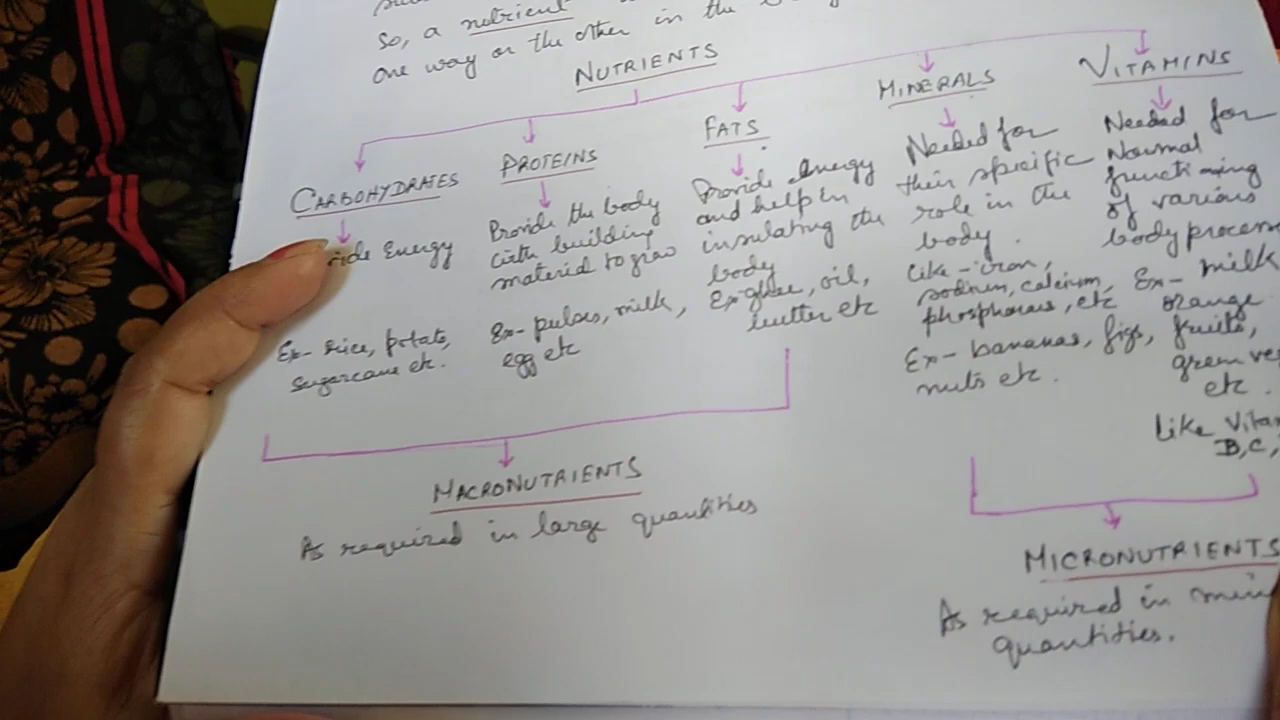 So, a nutrient
one way or the other in the
NUTRIENTS
CARBOHYDRATES
Energy
Ex- rice, potato,
sugarcane etc.
PROTEINS
Provide the body
with building
material to grow
Ex- pulses, milk,
egg etc
FATS
Provide energy
and help in
insulating the
body
Ex- ghee, oil,
butter etc
MINERALS
Needed for
their specific
role in the
body.
like - iron,
sodium, calcium,
phosphorus, etc
Ex- bananas, figs,
nuts etc.
VITAMINS
Needed for
Normal
functioning
of various
body
Ex- milk
orange
fruits,
green
etc.
like
B, C,
MACRONUTRIENTS
As required in large quantities
MICRONUTRIENTS
As required in
quantities.